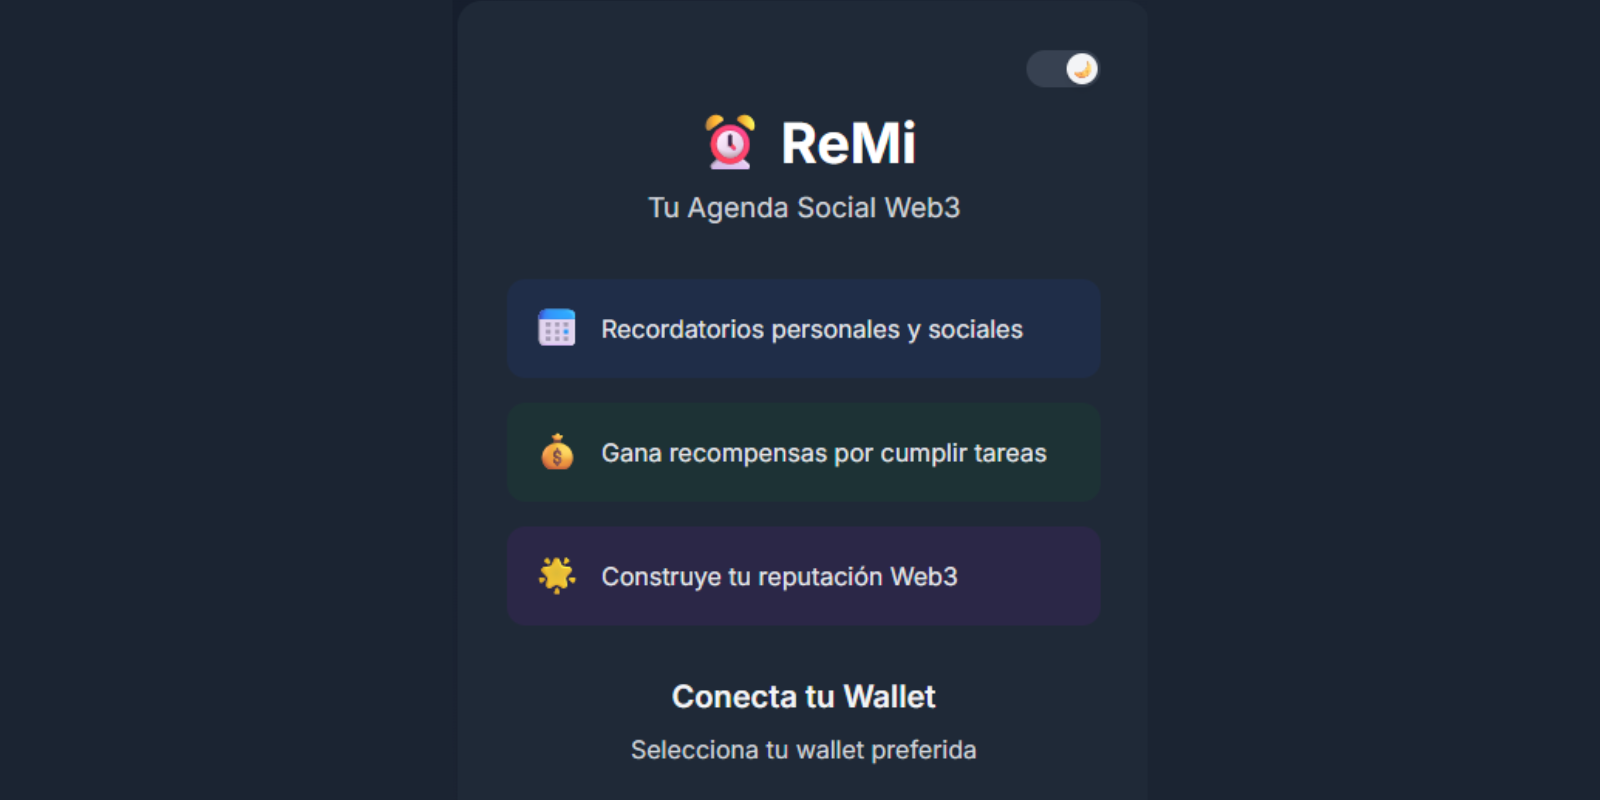 ReMi
Tu Agenda Social Web3
Recordatorios personales y sociales
Gana recompensas por cumplir tareas
Construye tu reputación Web3
Conecta tu Wallet
Selecciona tu wallet preferida